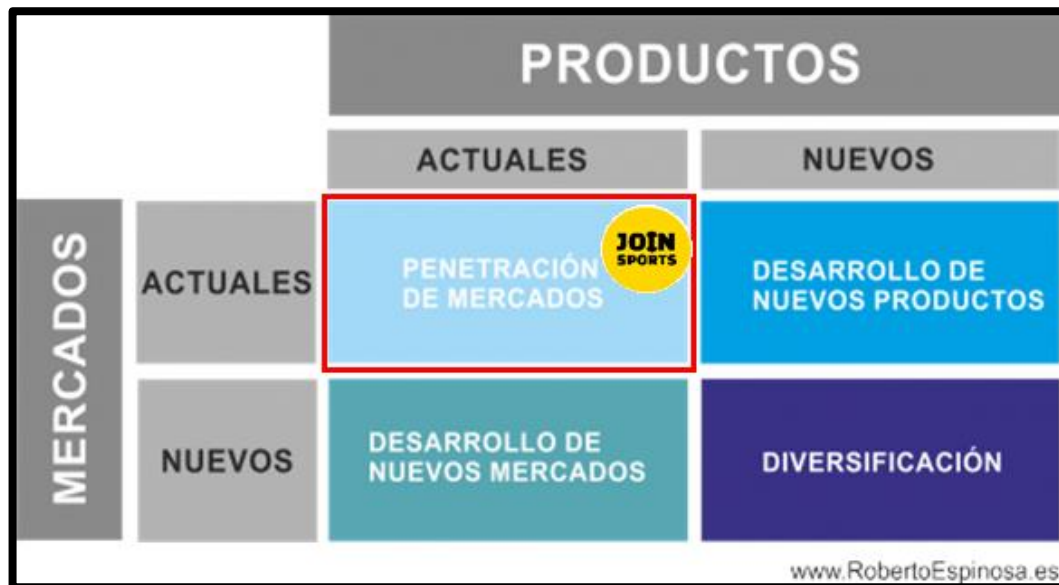 PRODUCTOS
ACTUALES
NUEVOS
MERCADOS
ACTUALES
PENETRACIÓN
DE MERCADOS
JOIN
SPORTS
DESARROLLO DE
NUEVOS PRODUCTOS
NUEVOS
DESARROLLO DE
NUEVOS MERCADOS
DIVERSIFICACIÓN
www.RobertoEspinosa.es